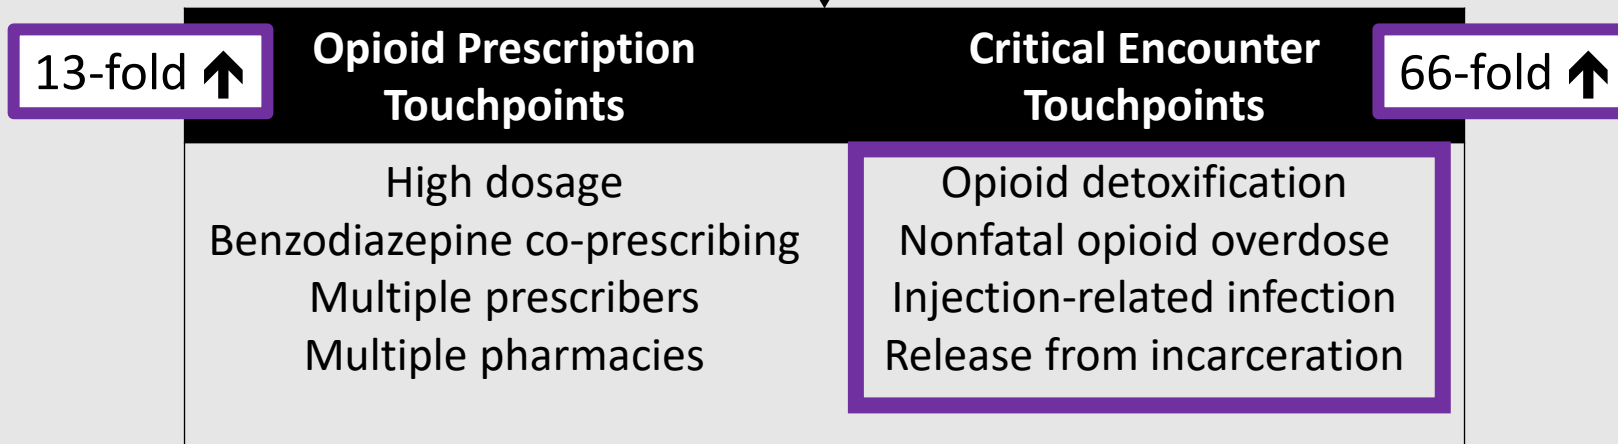 13-fold ↑
Opioid Prescription
Touchpoints
Critical Encounter
Touchpoints
66-fold ↑
High dosage
Benzodiazepine co-prescribing
Multiple prescribers
Multiple pharmacies
Opioid detoxification
Nonfatal opioid overdose
Injection-related infection
Release from incarceration